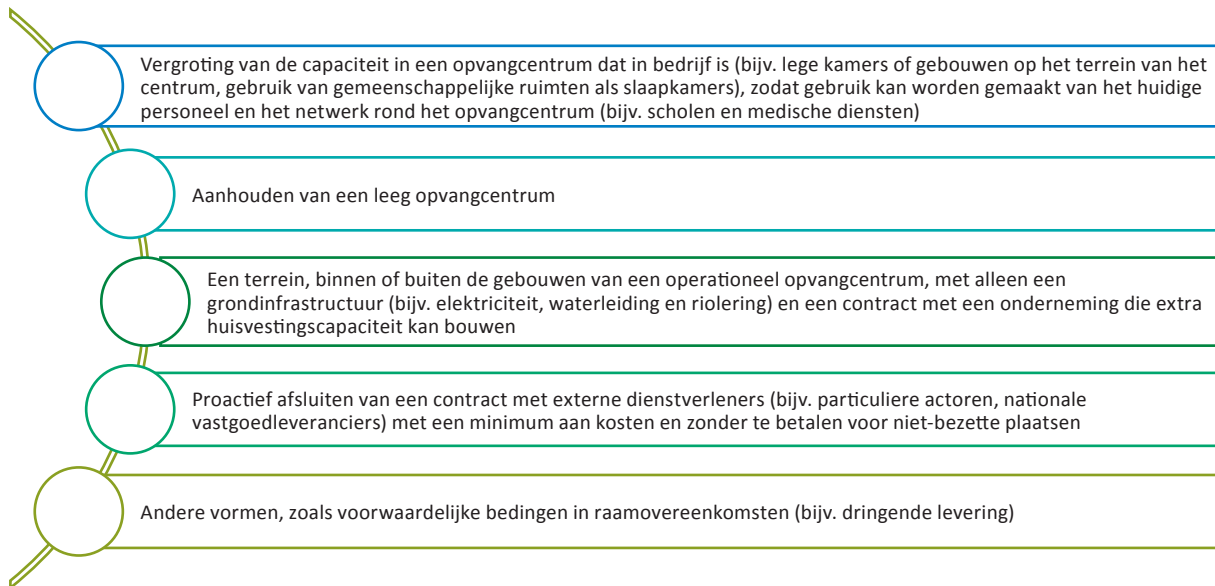 Vergroting van de capaciteit in een opvangcentrum dat in bedrijf is (bijv. lege kamers of gebouwen op het terrein van het
centrum, gebruik van gemeenschappelijke ruimten als slaapkamers), zodat gebruik kan worden gemaakt van het huidige
personeel en het netwerk rond het opvangcentrum (bijv. scholen en medische diensten)
Aanhouden van een leeg opvangcentrum
Een terrein, binnen of buiten de gebouwen van een operationeel opvangcentrum, met alleen een
grondinfrastructuur (bijv. elektriciteit, waterleiding en riolering) en een contract met een onderneming die extra
huisvestingscapaciteit kan bouwen
Proactief afsluiten van een contract met externe dienstverleners (bijv. particuliere actoren, nationale
vastgoedleveranciers) met een minimum aan kosten en zonder te betalen voor niet-bezette plaatsen
Andere vormen, zoals voorwaardelijke bedingen in raamovereenkomsten (bijv. dringende levering)